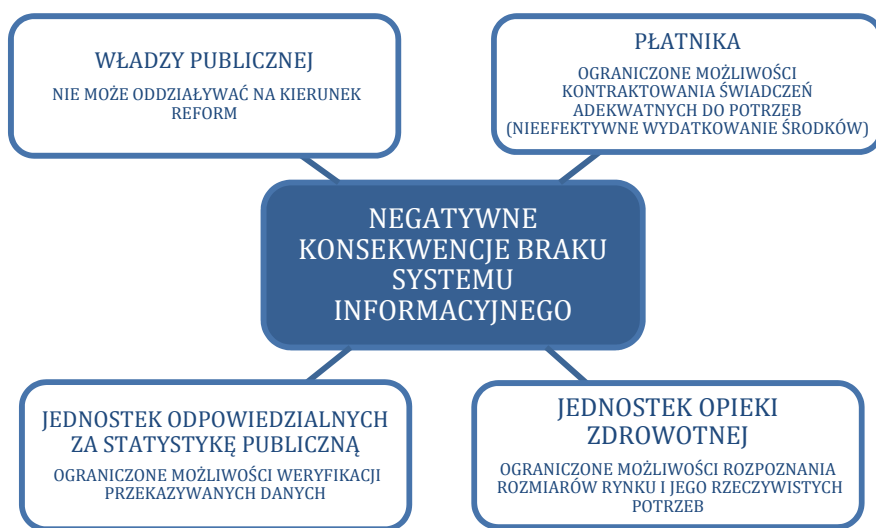 WŁADZY PUBLICZNEJ
NIE MOŻE ODDZIAŁYWAĆ NA KIERUNEK
REFORM
PŁATNIKA
OGRANICZONE MOŻLIWOŚCI
KONTRAKTOWANIA ŚWIADCZEŃ
ADEKWATNYCH DO POTRZEB
(NIEEFEKTYWNE WYDATKOWANIE ŚRODKÓW)
NEGATYWNE
KONSEKWENCJE BRAKU
SYSTEMU
INFORMACYJNEGO
JEDNOSTEK ODPOWIEDZIALNYCH
ZA STATYSTYKĘ PUBLICZNĄ
OGRANICZONE MOŻLIWOŚCI WERYFIKACJI
PRZEKAZYWANYCH DANYCH
JEDNOSTEK OPIEKI
ZDROWOTNEJ
OGRANICZONE MOŻLIWOŚCI ROZPOZNANIA
ROZMIARÓW RYNKU I JEGO RZECZYWISTYCH
POTRZEB